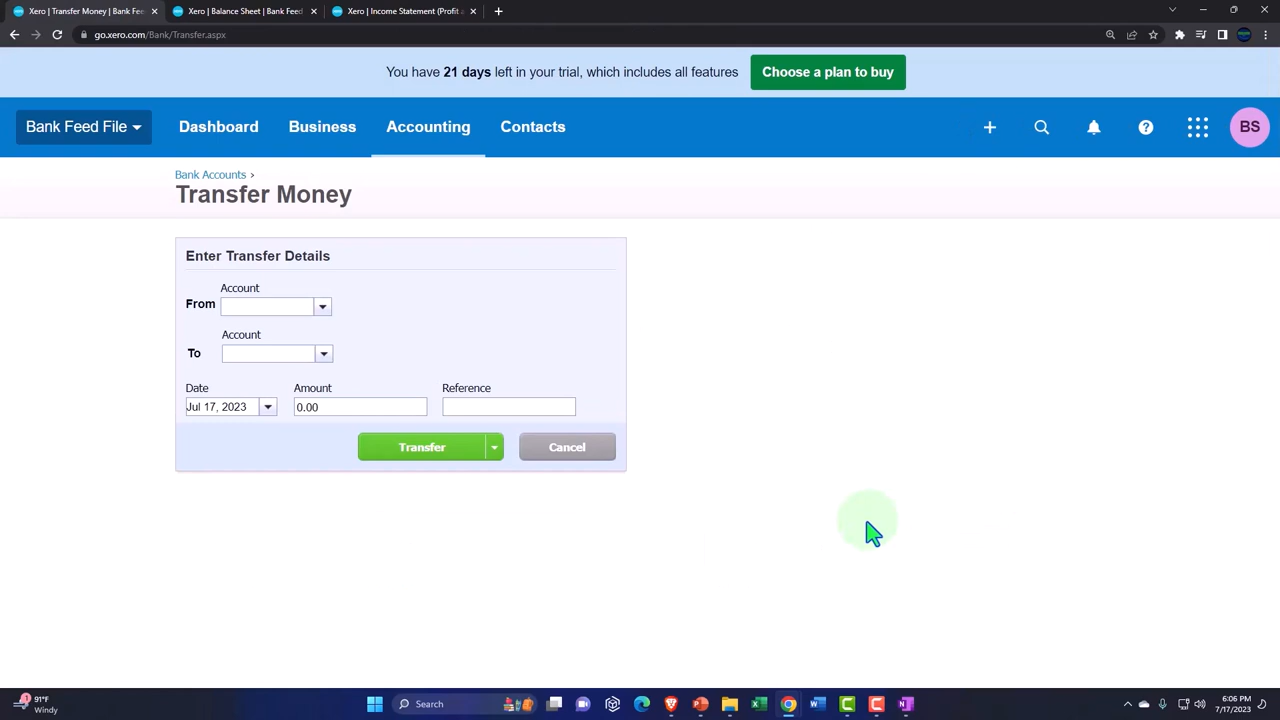 Xero | Transfer Money | Bank Fee
Xero | Balance Sheet | Bank Feed
Xero | Income Statement (Profit a
go.xero.com/Bank/Transfer.aspx
You have 21 days left in your trial, which includes all features
Choose a plan to buy
Bank Feed File
Dashboard
Business
Accounting
Contacts
BS
Bank Accounts ›
Transfer Money
Enter Transfer Details
Account
From
Account
To
Date Amount Reference
Jul 17, 2023 0.00
Transfer Cancel
1
91°F
Windy
Search
6:06 PM
7/17/2023